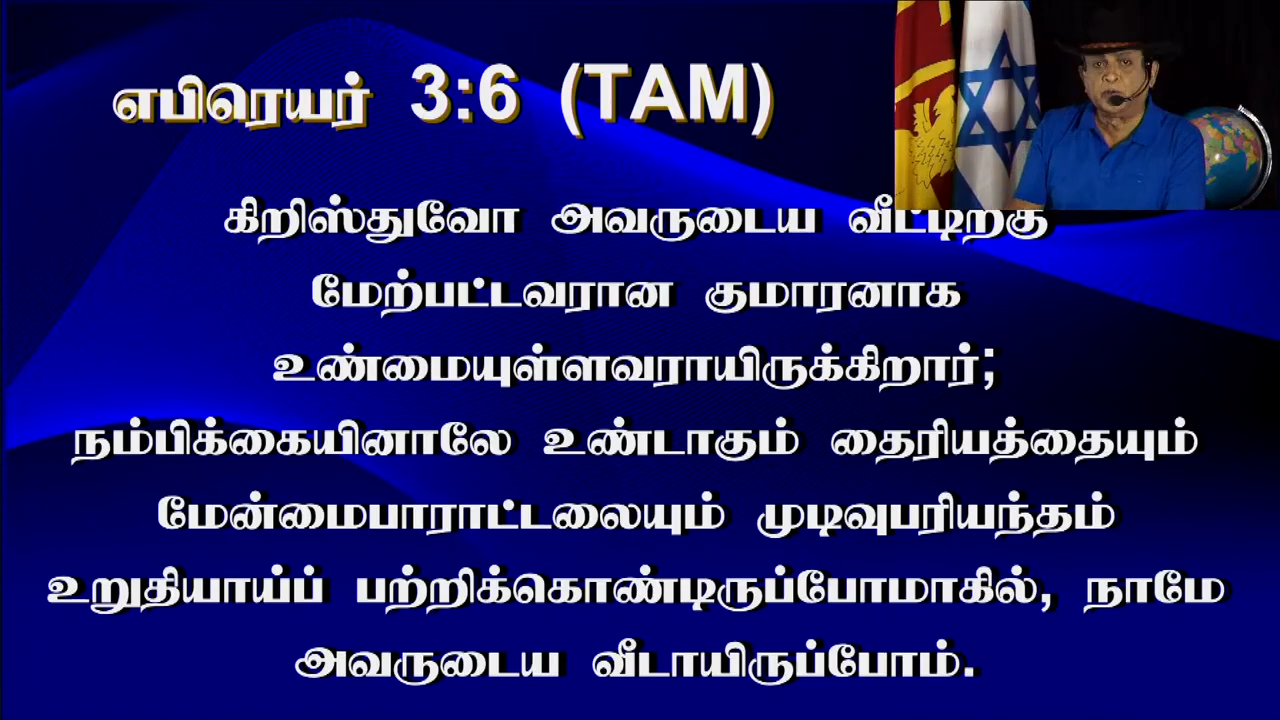 எபிரெயர் 3:6 (TAM)
கிறிஸ்துவோ அவருடைய வீட்டிற்கு
மேற்பட்டவரான குமாரனாக
உண்மையுள்ளவராயிருக்கிறார்;
நம்பிக்கையினாலே உண்டாகும் தைரியத்தையும்
மேன்மைபாராட்டலையும் முடிவுபரியந்தம்
உறுதியாய்ப் பற்றிக்கொண்டிருப்போமாகில், நாமே
அவருடைய வீடாயிருப்போம்.